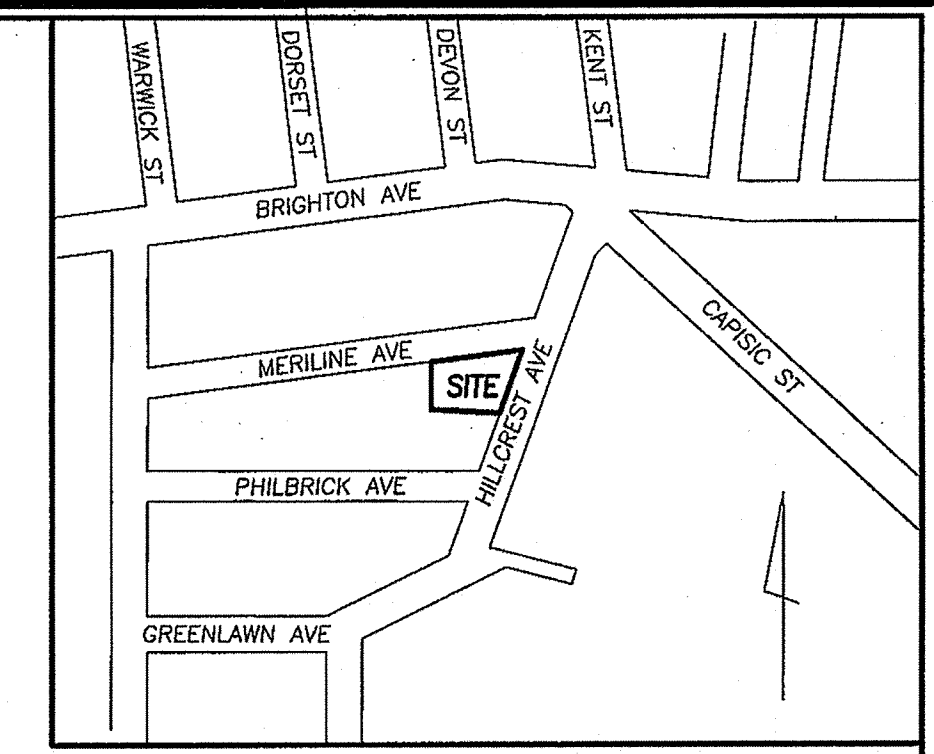 WARWICK ST
DORSET ST
DEVON ST
KENT ST
BRIGHTON AVE
CAPISIC ST
MERILINE AVE
SITE
HILLCREST AVE
PHILBRICK AVE
GREENLAWN AVE